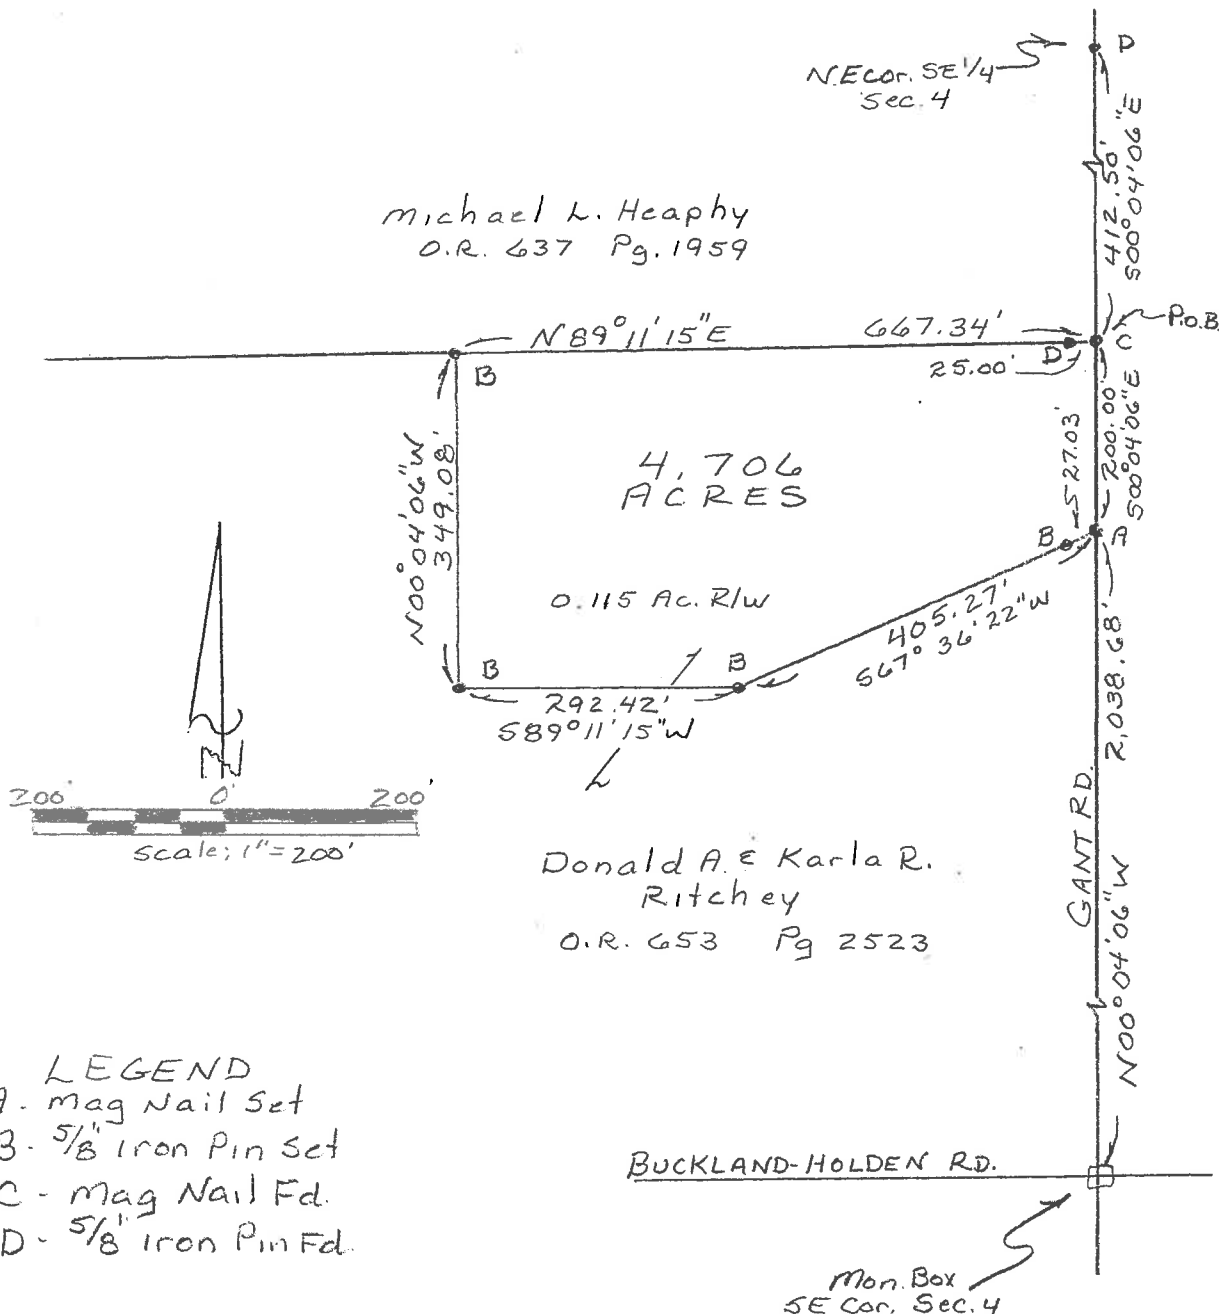 D
N.E cor. SE 1/4
Sec. 4
412.50'
S00°04'06"E
Michael L. Heaphy
O.R. 637 Pg. 1959
P.O.B.
N89°11'15"E 667.34'
C
D
25.00'
B
N00°04'06"W
349.08'
4.706
ACRES
27.03'
200.00'
S00°04'06"E
B
A
0.115 Ac. R/W
405.27'
S67°36'22"W
B
B
292.42'
S89°11'15"W
2,038.68'
N
200' 0' 200'
Scale; 1"=200'
Donald A. & Karla R.
Ritchey
O.R. 653 Pg 2523
GANT RD.
N00°04'06"W
LEGEND
A - Mag Nail Set
B - 5/8" Iron Pin Set
C - Mag Nail Fd.
D - 5/8" Iron Pin Fd.
BUCKLAND-HOLDEN RD.
Mon. Box
SE Cor. Sec. 4